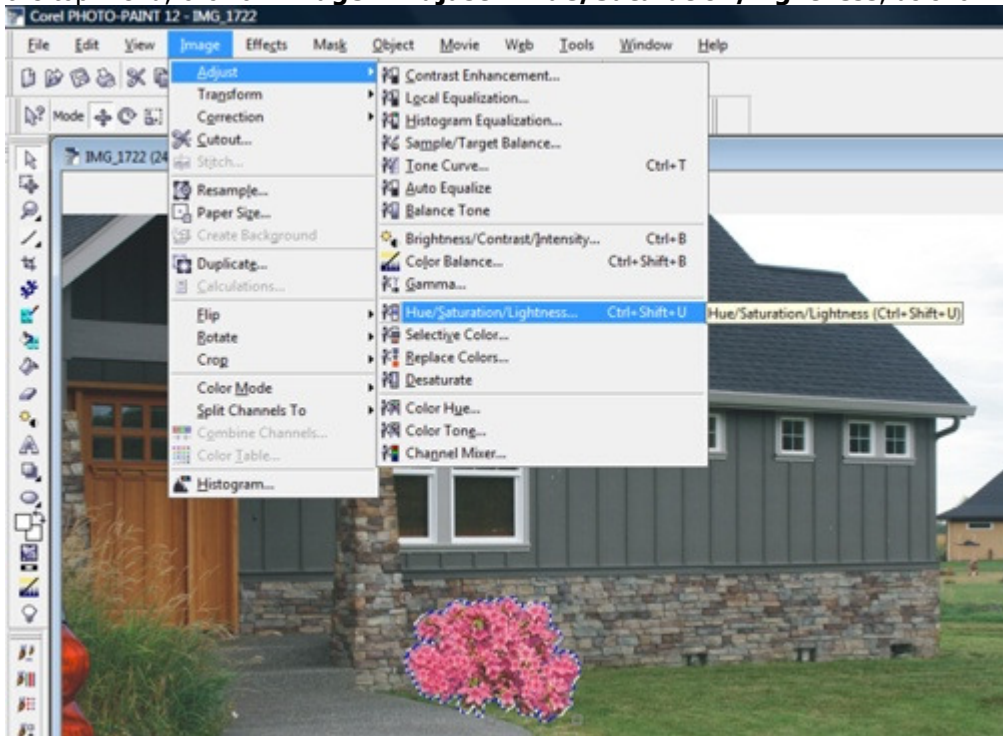 Corel PHOTO-PAINT 12 - IMG_1722
File Edit View Image Effects Mask Object Movie Web Tools Window Help
Mode
IMG_1722 (24
Adjust
Transform
Correction
Cutout...
Stitch...
Resample...
Paper Size...
Create Background
Duplicate...
Calculations...
Flip
Rotate
Crop
Color Mode
Split Channels To
Combine Channels...
Color Table...
Histogram...
Contrast Enhancement...
Local Equalization...
Histogram Equalization...
Sample/Target Balance...
Tone Curve... Ctrl+T
Auto Equalize
Balance Tone
Brightness/Contrast/Intensity... Ctrl+B
Color Balance... Ctrl+Shift+B
Gamma...
Hue/Saturation/Lightness... Ctrl+Shift+U
Selective Color...
Replace Colors...
Desaturate
Color Hue...
Color Tone...
Channel Mixer...
Hue/Saturation/Lightness (Ctrl+Shift+U)